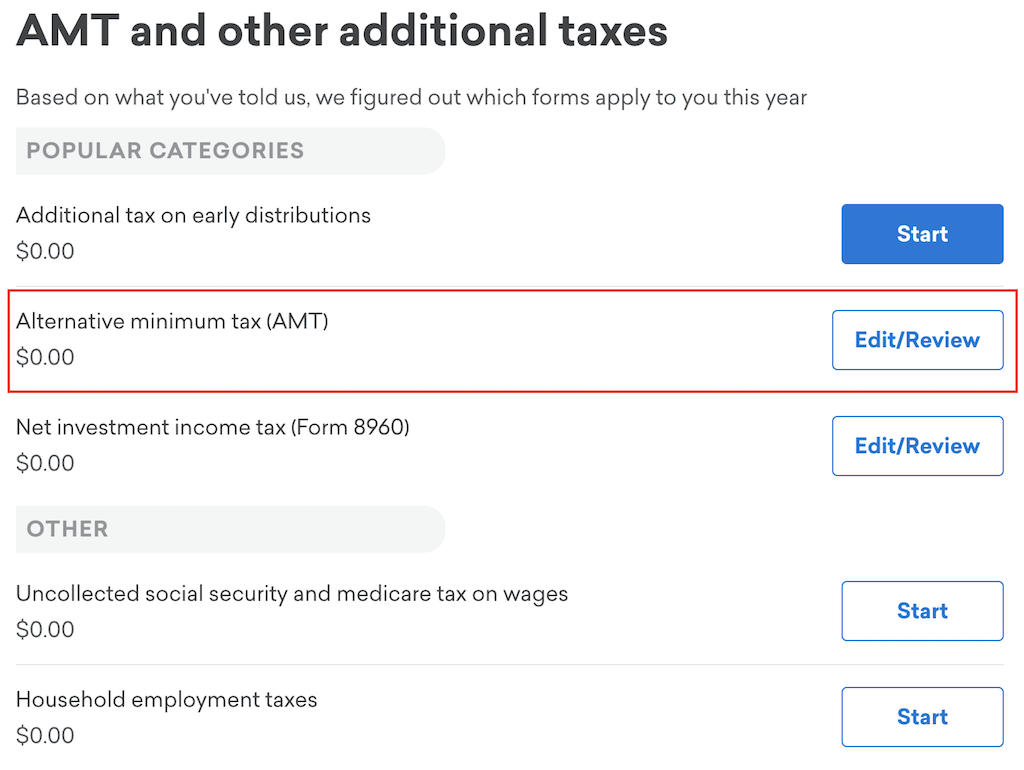 AMT and other additional taxes
Based on what you've told us, we figured out which forms apply to you this year
POPULAR CATEGORIES
Additional tax on early distributions
$0.00
Start
Alternative minimum tax (AMT)
$0.00
Edit/Review
Net investment income tax (Form 8960)
$0.00
Edit/Review
OTHER
Uncollected social security and medicare tax on wages
$0.00
Start
Household employment taxes
$0.00
Start